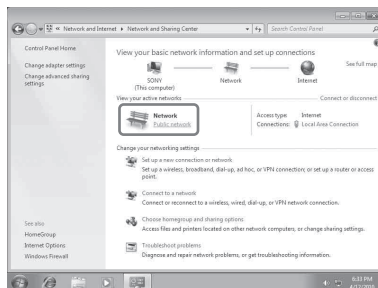 Network and Internet ▸ Network and Sharing Center
Search Control Panel
Control Panel Home
Change adapter settings
Change advanced sharing
settings
View your basic network information and set up connections
See full map
SONY
(This computer)
Network
Internet
View your active networks
Connect or disconnect
Network
Public network
Access type: Internet
Connections: Local Area Connection
Change your networking settings
Set up a new connection or network
Set up a wireless, broadband, dial-up, ad hoc, or VPN connection; or set up a router or access
point.
Connect to a network
Connect or reconnect to a wireless, wired, dial-up, or VPN network connection.
Choose homegroup and sharing options
Access files and printers located on other network computers, or change sharing settings.
Troubleshoot problems
Diagnose and repair network problems, or get troubleshooting information.
See also
HomeGroup
Internet Options
Windows Firewall
6:33 PM
4/12/2016